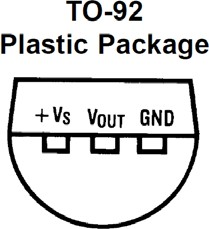 TO-92
Plastic Package
+VS VOUT GND